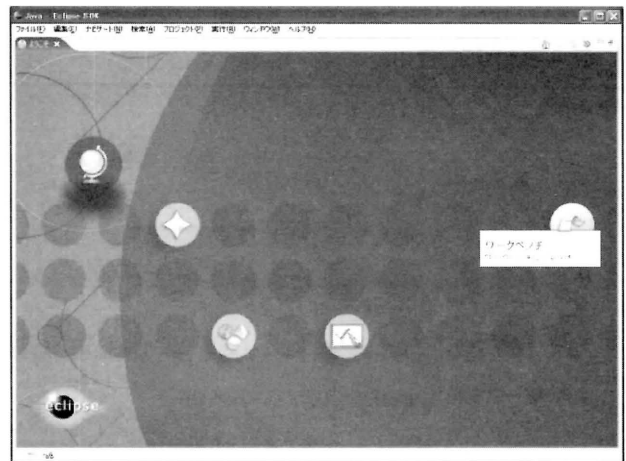 Java - Eclipse SDK
ファイル(F) 編集(E) ナビゲート(N) 検索(A) プロジェクト(P) 実行(R) ウィンドウ(W) ヘルプ(H)
ようこそ
ワークベンチ
eclipse